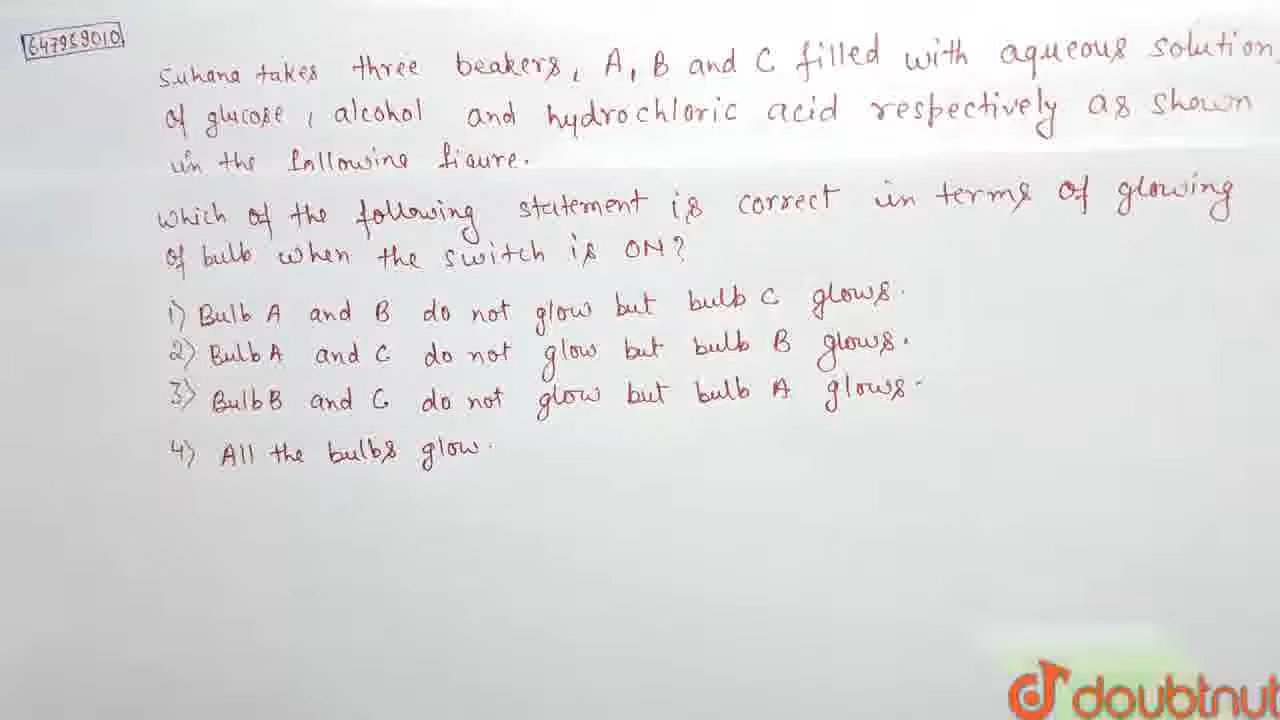 647959010
Suhana takes three beakers, A, B and C filled with aqueous solution
of glucose, alcohol and hydrochloric acid respectively as shown
in the following figure.
Which of the following statement is correct in terms of glowing
of bulb when the switch is ON?
1) Bulb A and B do not glow but bulb C glows.
2) Bulb A and C do not glow but bulb B glows.
3) Bulb B and C do not glow but bulb A glows.
4) All the bulbs glow.
doubtnut